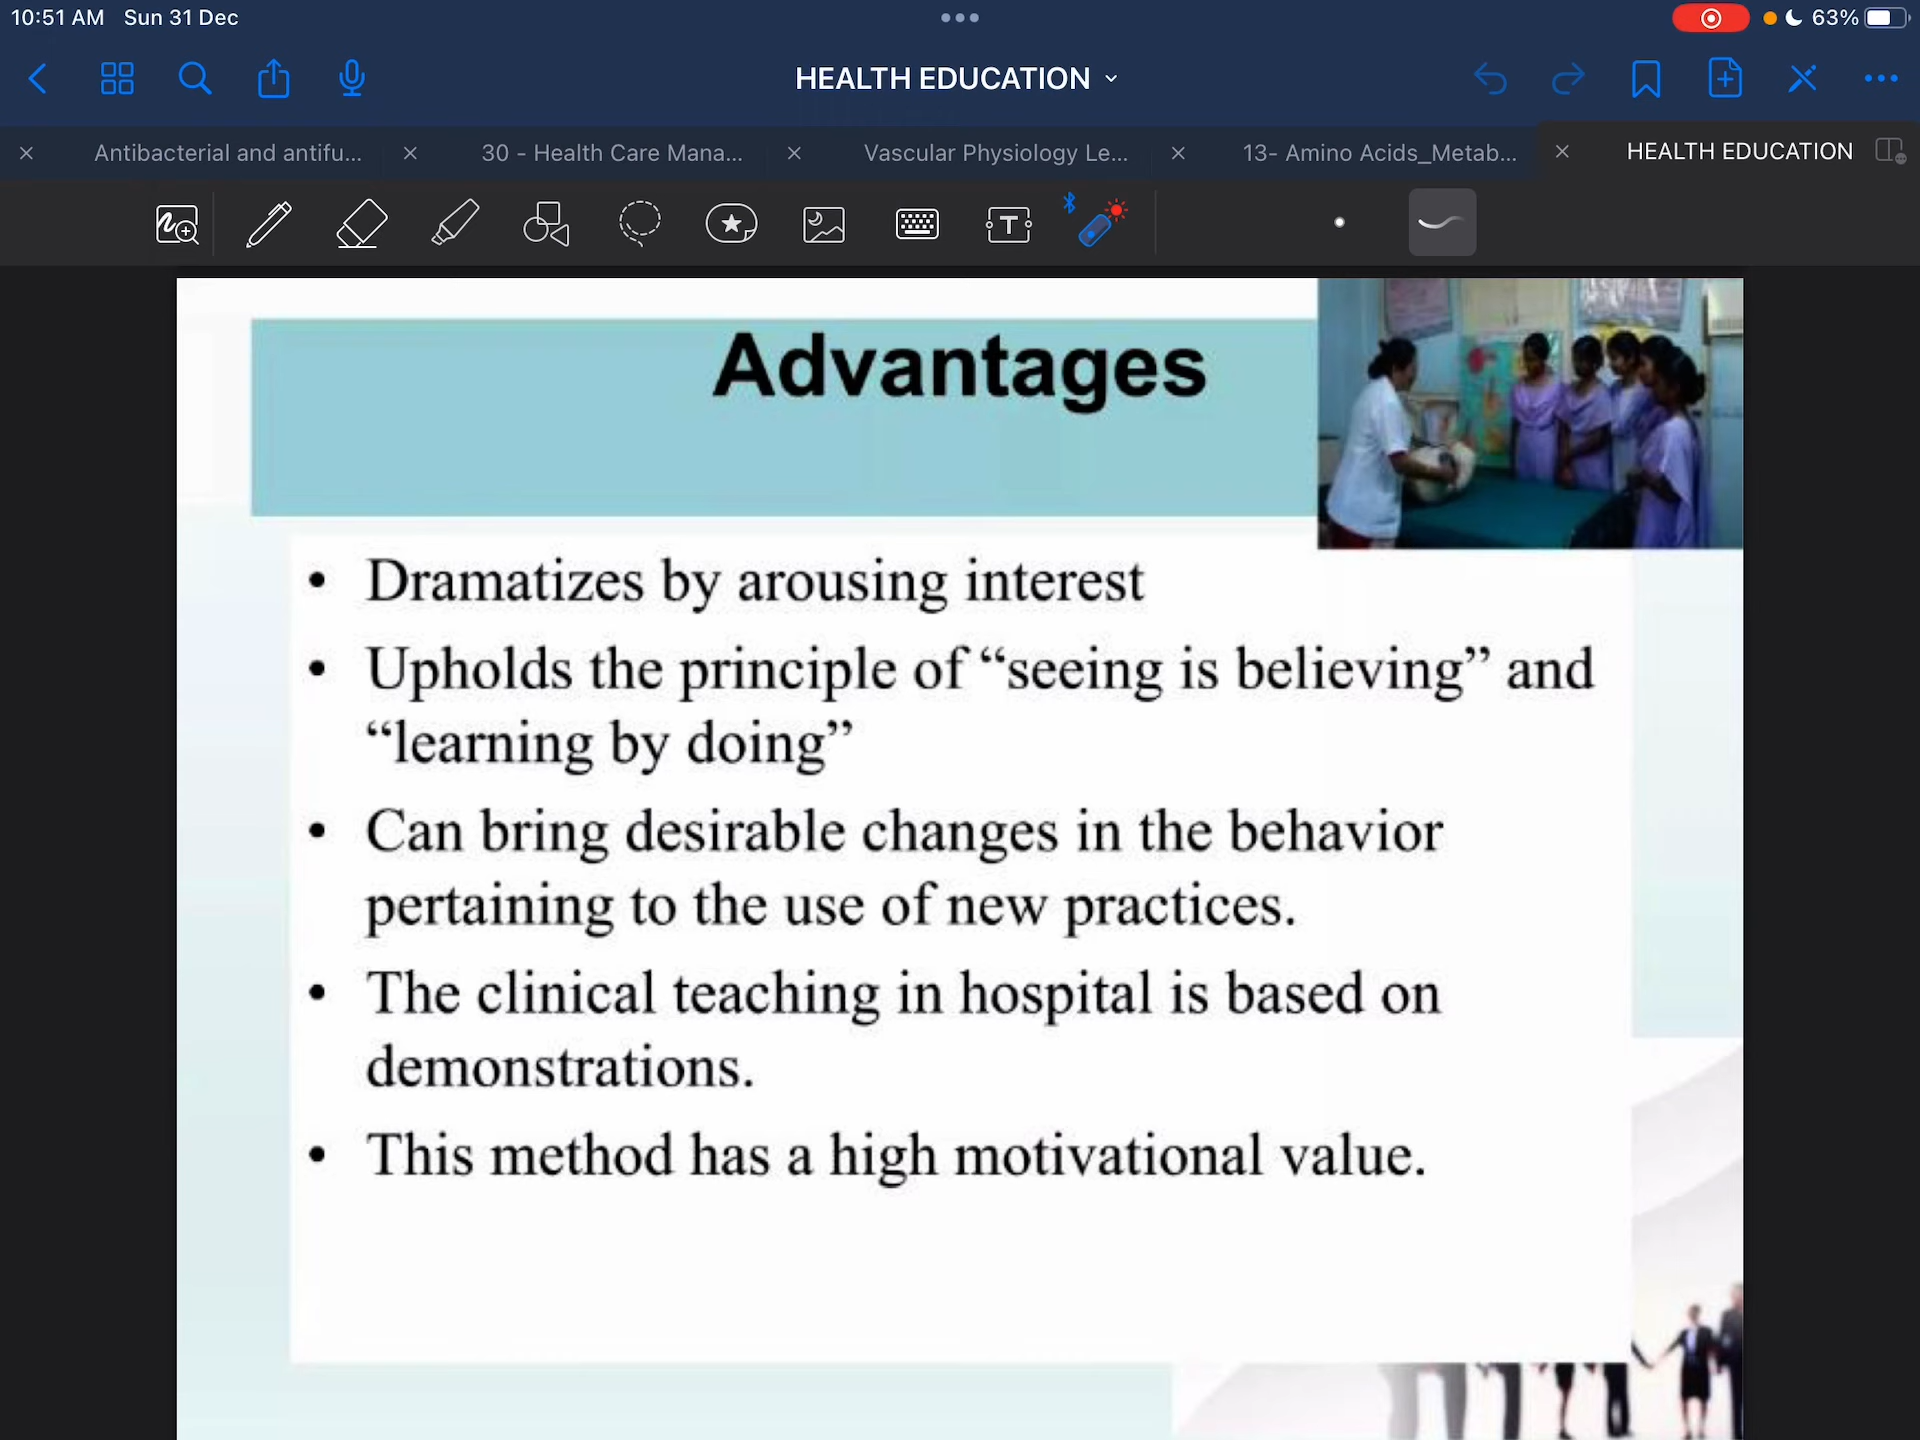 10:51 AM Sun 31 Dec
63%
HEALTH EDUCATION
Antibacterial and antifu...
30 - Health Care Mana...
Vascular Physiology Le...
13- Amino Acids_Metab...
HEALTH EDUCATION
T
Advantages
• Dramatizes by arousing interest
• Upholds the principle of “seeing is believing” and
“learning by doing”
• Can bring desirable changes in the behavior
pertaining to the use of new practices.
• The clinical teaching in hospital is based on
demonstrations.
• This method has a high motivational value.